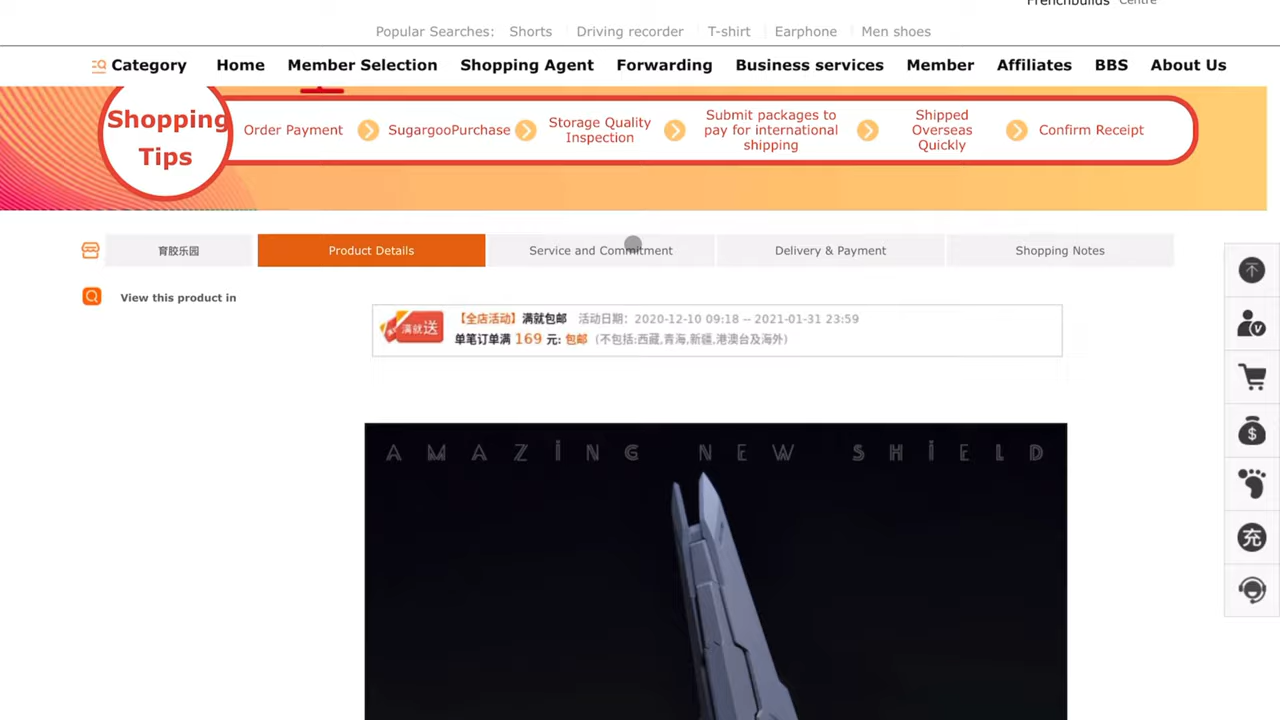 Frenchbuilds Centre
Popular Searches: Shorts Driving recorder T-shirt Earphone Men shoes
Category Home Member Selection Shopping Agent Forwarding Business services Member Affiliates BBS About Us
Shopping Tips
Order Payment
SugargooPurchase
Storage Quality
Inspection
Submit packages to
pay for international
shipping
Shipped
Overseas
Quickly
Confirm Receipt
育胶乐园 Product Details Service and Commitment Delivery & Payment Shopping Notes
View this product in
满就送
【全店活动】满就包邮 活动日期: 2020-12-10 09:18 -- 2021-01-31 23:59
单笔订单满 169 元: 包邮 (不包括:西藏,青海,新疆,港澳台及海外)
AMAZING NEW SHIELD
充